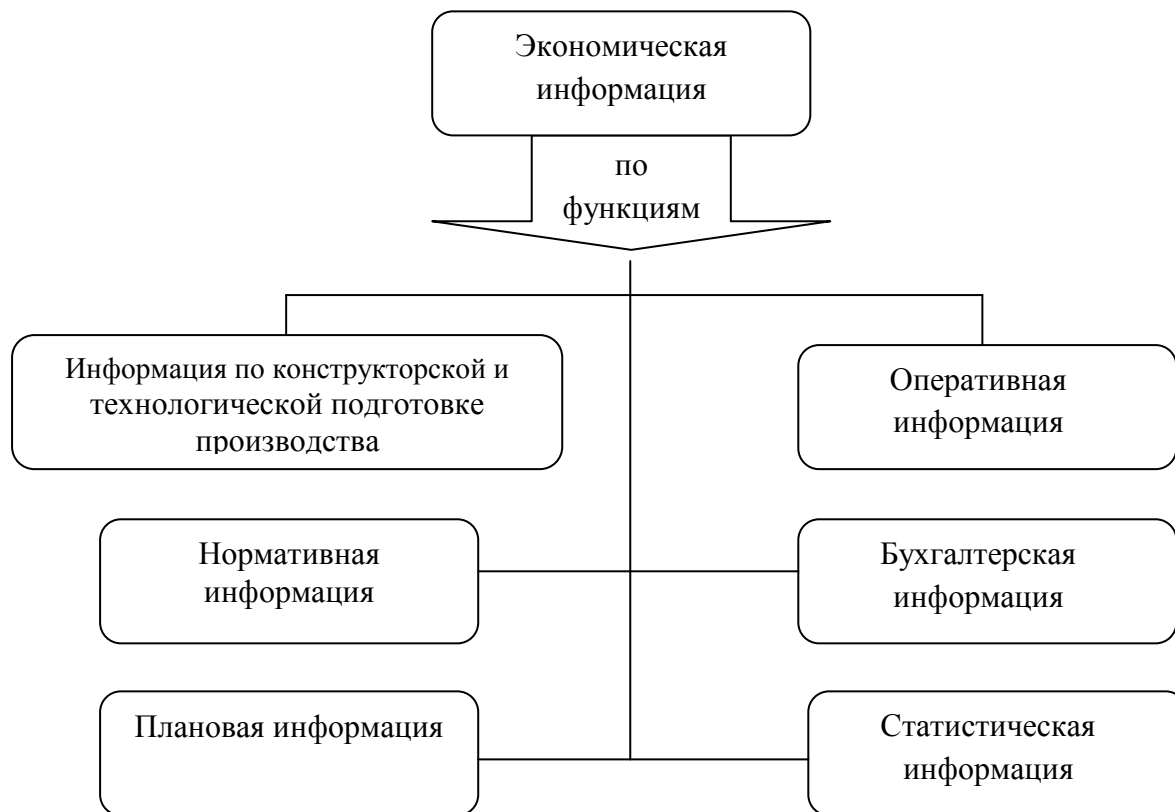 Экономическая
информация
по
функциям
Информация по конструкторской и
технологической подготовке
производства
Оперативная
информация
Нормативная
информация
Бухгалтерская
информация
Плановая информация
Статистическая
информация